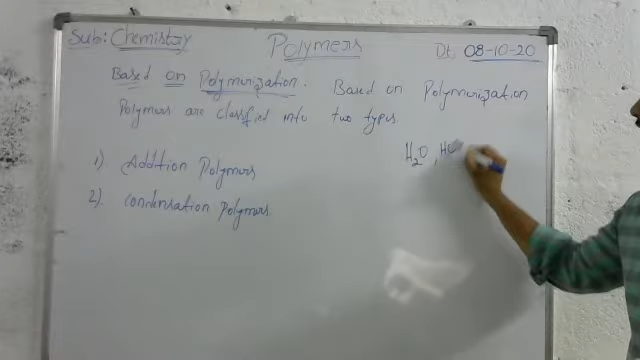 Sub: Chemistry Polymers Dt, 08-10-20
Based on Polymerization. Based on Polymerization
Polymers are classified into two types.
1) Addition Polymers
2). Condensation Polymers
H2O, HC